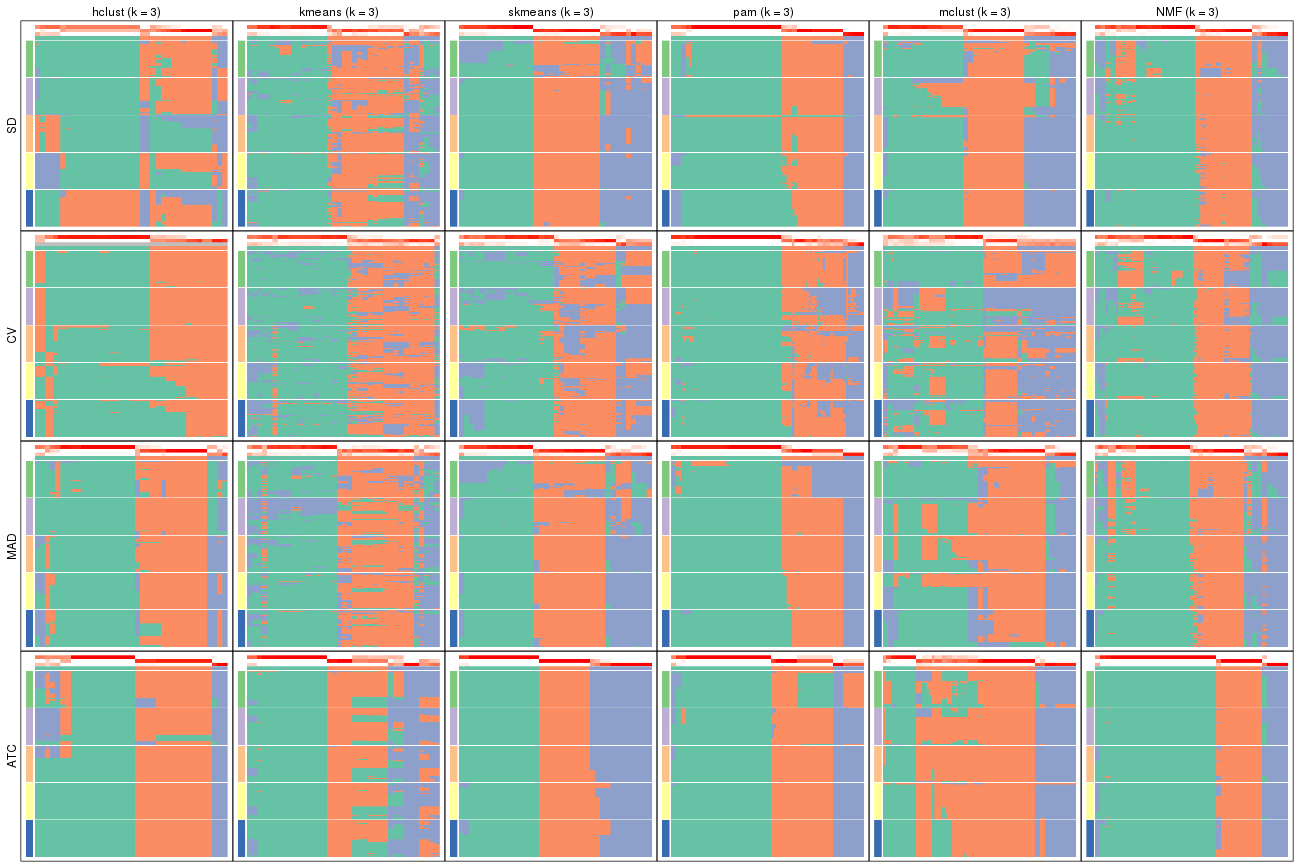 hclust (k = 3) kmeans (k = 3) skmeans (k = 3) pam (k = 3) mclust (k = 3) NMF (k = 3)
SD
CV
MAD
ATC